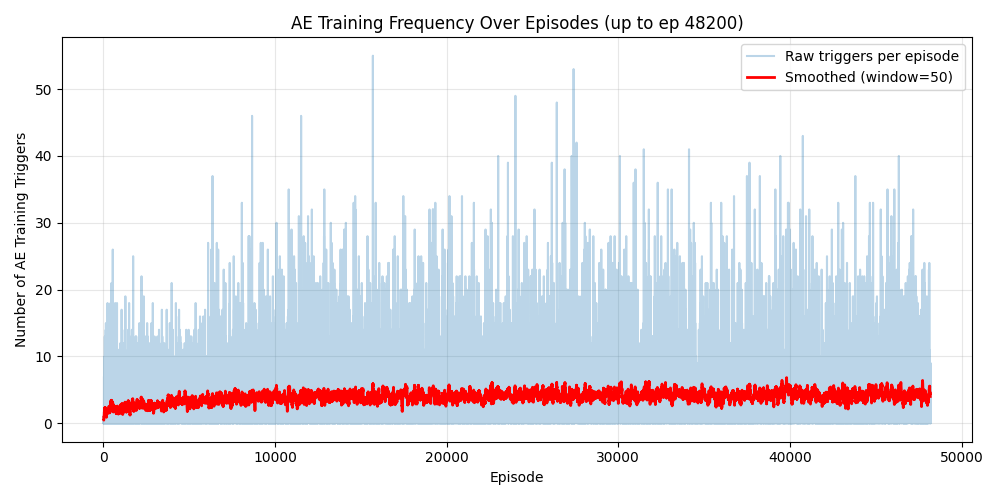 AE Training Frequency Over Episodes (up to ep 48200)
Raw triggers per episode
Smoothed (window=50)
Number of AE Training Triggers
50
40
30
20
10
0
0
10000
20000
30000
40000
50000
Episode